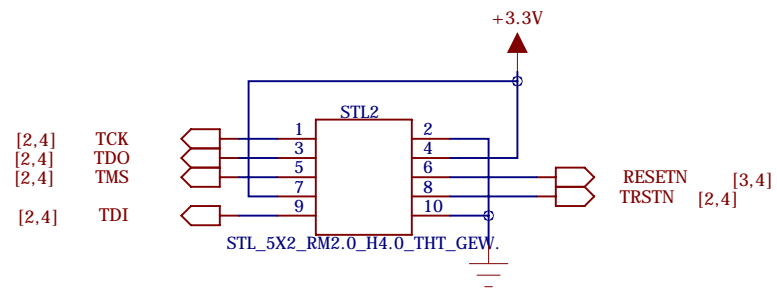 +3.3V
STL2
[2,4] TCK 1 2
[2,4] TDO 3 4
[2,4] TMS 5 6 RESETN [3,4]
7 8 TRSTN [2,4]
[2,4] TDI 9 10
STL_5X2_RM2.0_H4.0_THT_GEW.